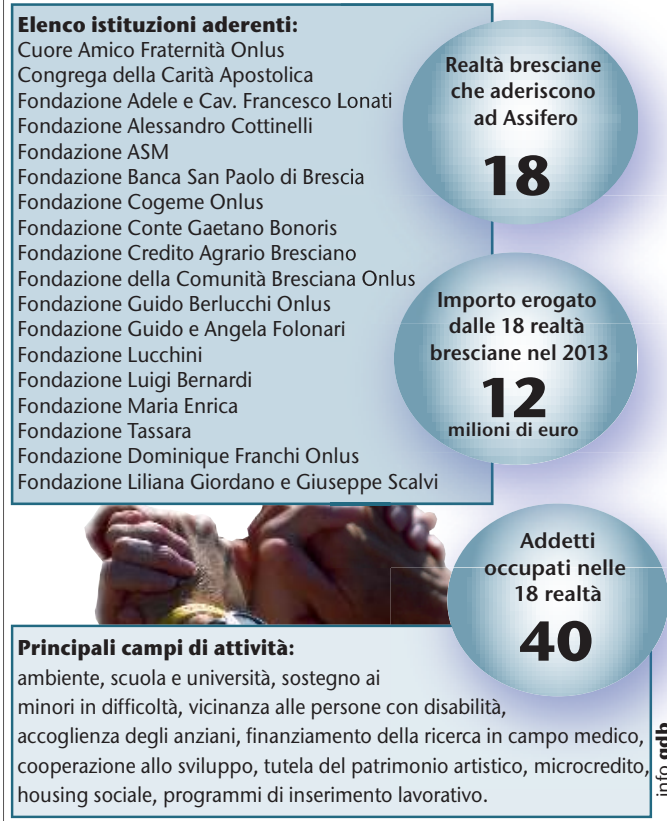 Elenco istituzioni aderenti:
Cuore Amico Fraternità Onlus
Congrega della Carità Apostolica
Fondazione Adele e Cav. Francesco Lonati
Fondazione Alessandro Cottinelli
Fondazione ASM
Fondazione Banca San Paolo di Brescia
Fondazione Cogeme Onlus
Fondazione Conte Gaetano Bonoris
Fondazione Credito Agrario Bresciano
Fondazione della Comunità Bresciana Onlus
Fondazione Guido Berlucchi Onlus
Fondazione Guido e Angela Folonari
Fondazione Lucchini
Fondazione Luigi Bernardi
Fondazione Maria Enrica
Fondazione Tassara
Fondazione Dominique Franchi Onlus
Fondazione Liliana Giordano e Giuseppe Scalvi
Realtà bresciane
che aderiscono
ad Assifero
18
Importo erogato
dalle 18 realtà
bresciane nel 2013
12
milioni di euro
Addetti
occupati nelle
18 realtà
40
Principali campi di attività:
ambiente, scuola e università, sostegno ai
minori in difficoltà, vicinanza alle persone con disabilità,
accoglienza degli anziani, finanziamento della ricerca in campo medico,
cooperazione allo sviluppo, tutela del patrimonio artistico, microcredito,
housing sociale, programmi di inserimento lavorativo.
info gdb